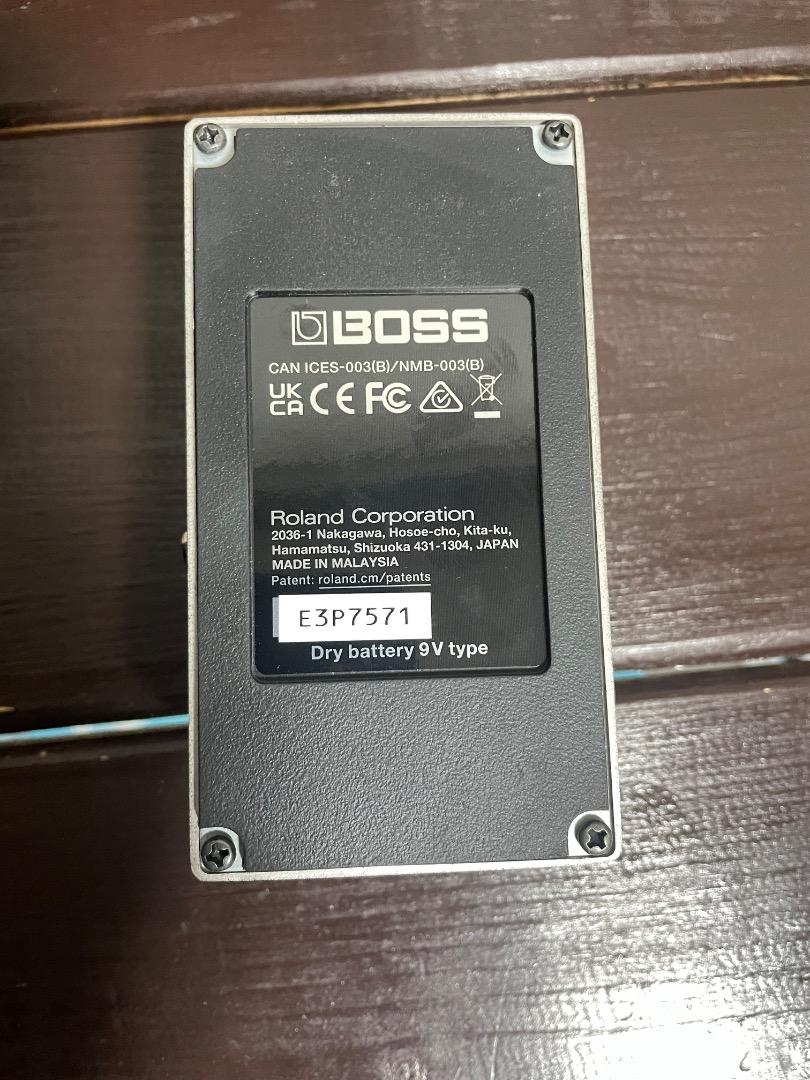 BOSS
CAN ICES-003(B)/NMB-003(B)
UK
CA CE FC
Roland Corporation
2036-1 Nakagawa, Hosoe-cho, Kita-ku,
Hamamatsu, Shizuoka 431-1304, JAPAN
MADE IN MALAYSIA
Patent: roland.cm/patents
E3P7571
Dry battery 9V type